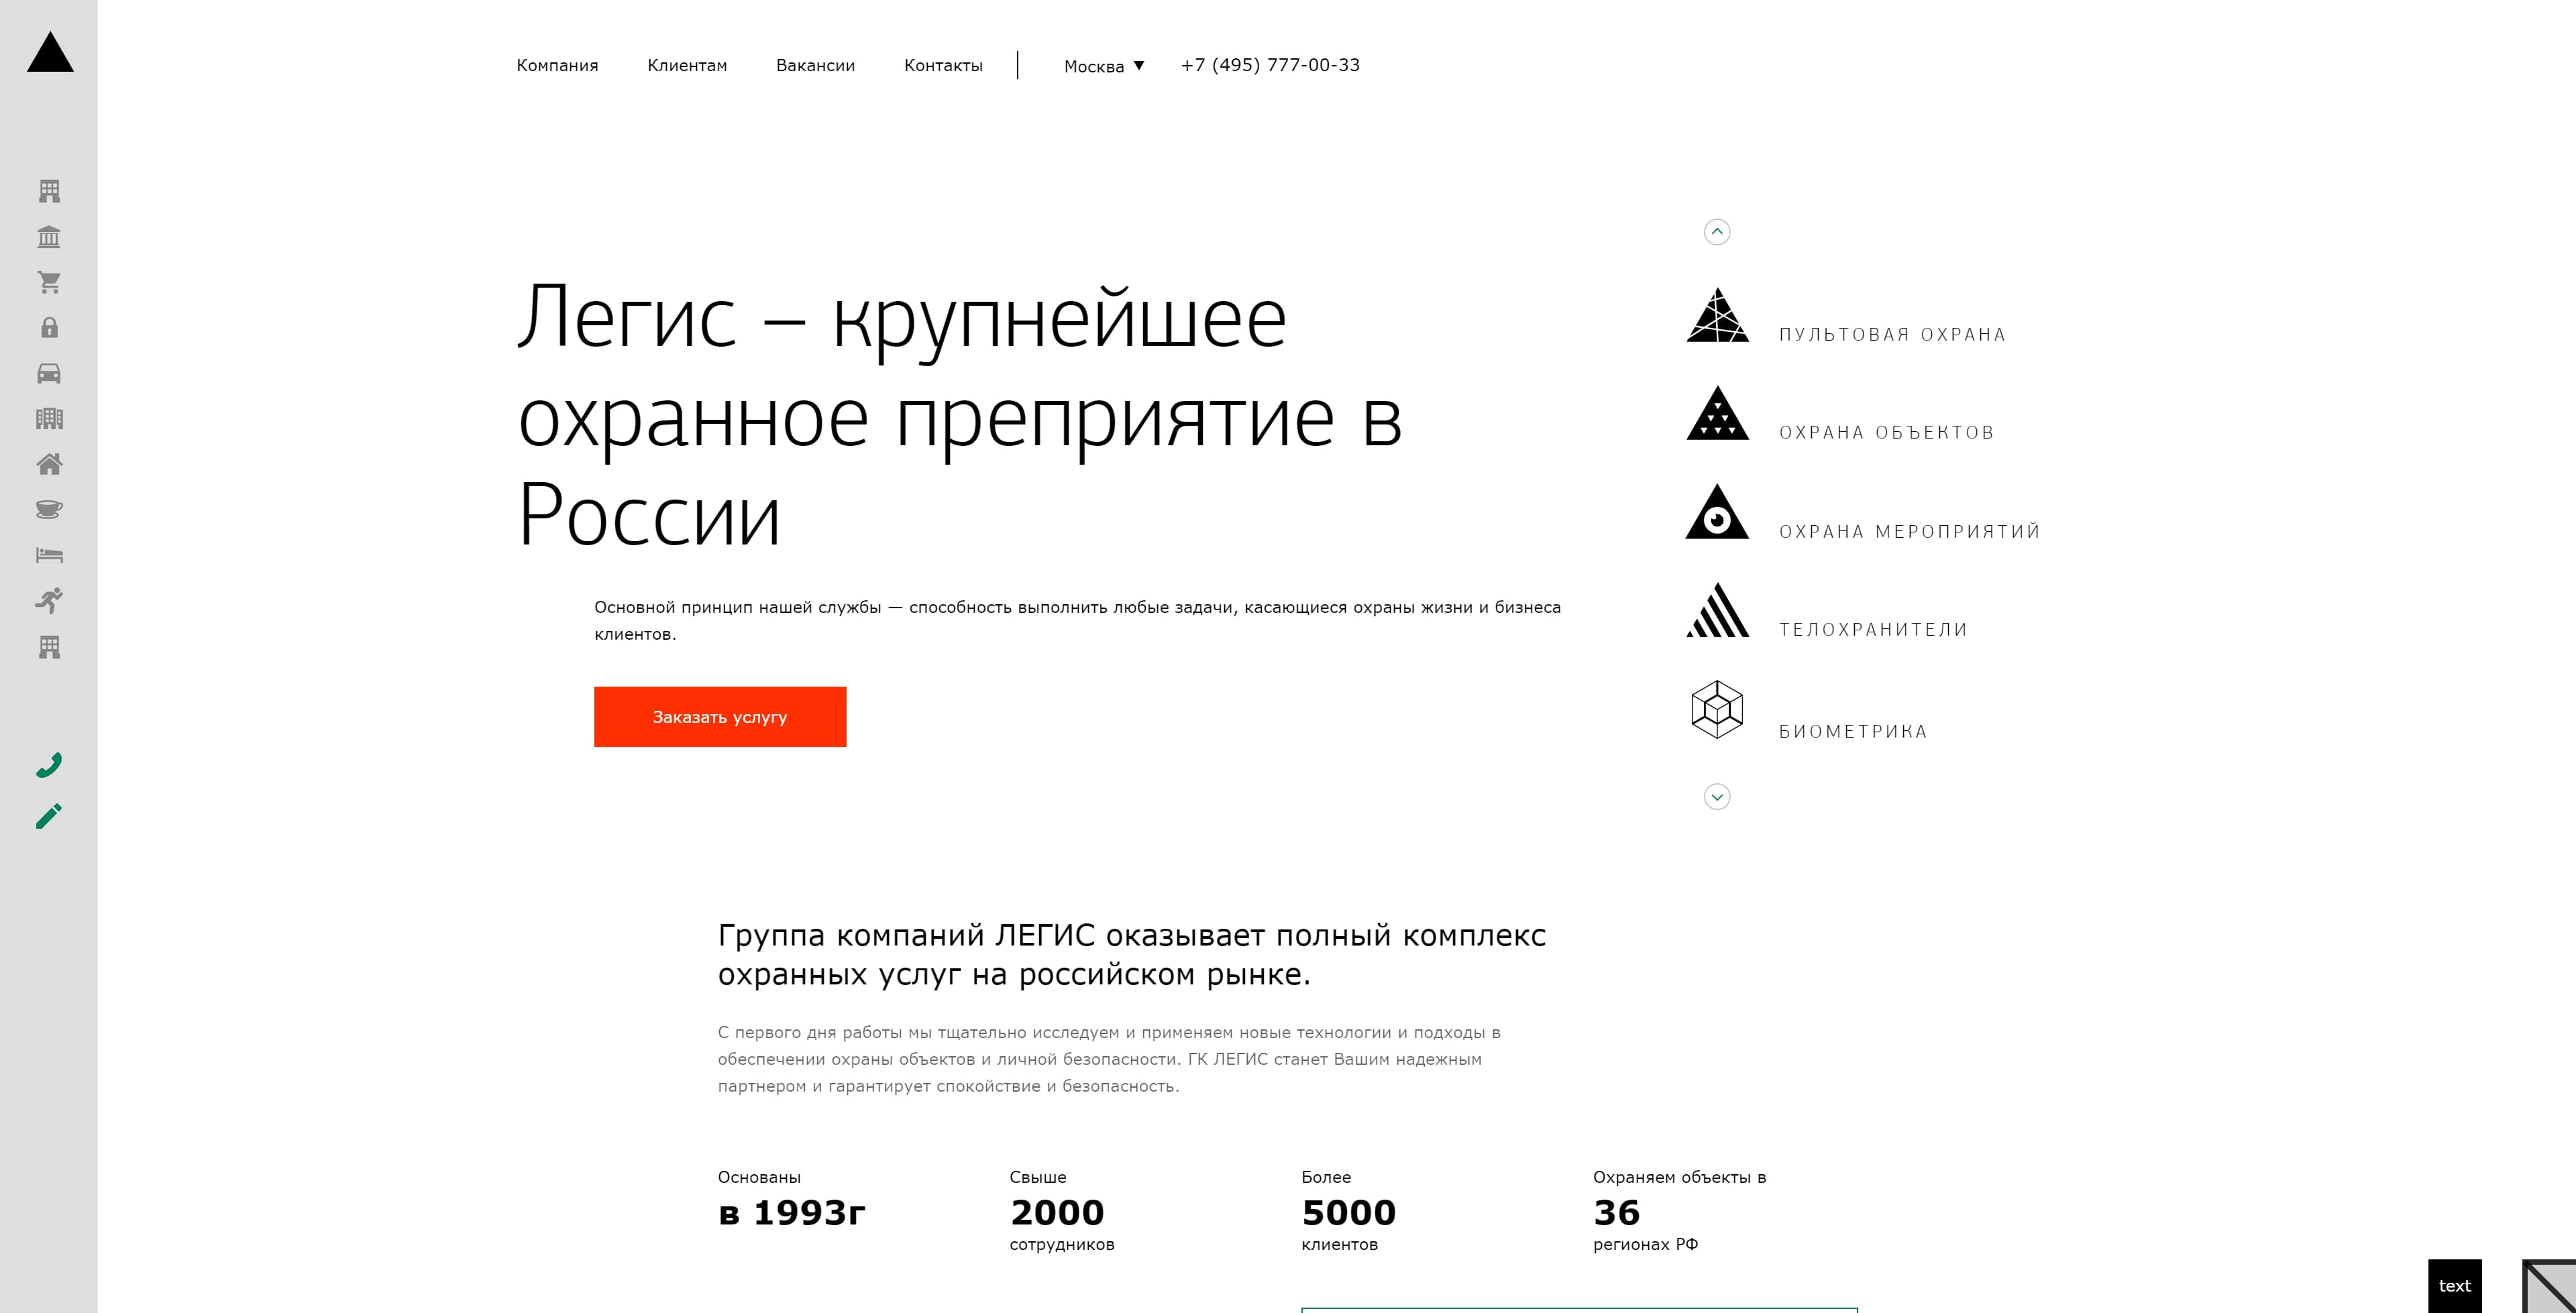 Компания Клиентам Вакансии Контакты Москва ▼ +7 (495) 777-00-33
Легис – крупнейшее
охранное преприятие в
России
Основной принцип нашей службы — способность выполнить любые задачи, касающиеся охраны жизни и бизнеса
клиентов.
Заказать услугу
ПУЛЬТОВАЯ ОХРАНА
ОХРАНА ОБЪЕКТОВ
ОХРАНА МЕРОПРИЯТИЙ
ТЕЛОХРАНИТЕЛИ
БИОМЕТРИКА
Группа компаний ЛЕГИС оказывает полный комплекс
охранных услуг на российском рынке.
С первого дня работы мы тщательно исследуем и применяем новые технологии и подходы в
обеспечении охраны объектов и личной безопасности. ГК ЛЕГИС станет Вашим надежным
партнером и гарантирует спокойствие и безопасность.
Основаны
в 1993г
Свыше
2000
сотрудников
Более
5000
клиентов
Охраняем объекты в
36
регионах РФ
text